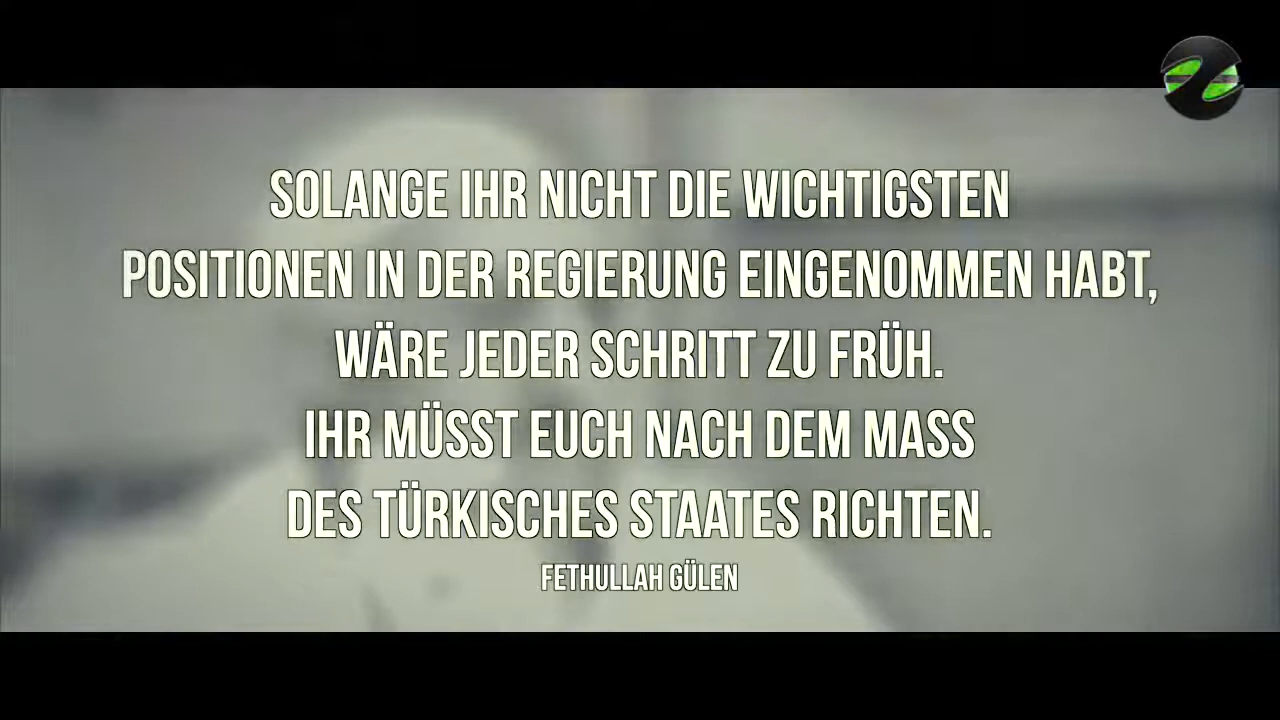 SOLANGE IHR NICHT DIE WICHTIGSTEN
POSITIONEN IN DER REGIERUNG EINGENOMMEN HABT,
WÄRE JEDER SCHRITT ZU FRÜH.
IHR MÜSST EUCH NACH DEM MASS
DES TÜRKISCHES STAATES RICHTEN.
FETHULLAH GÜLEN